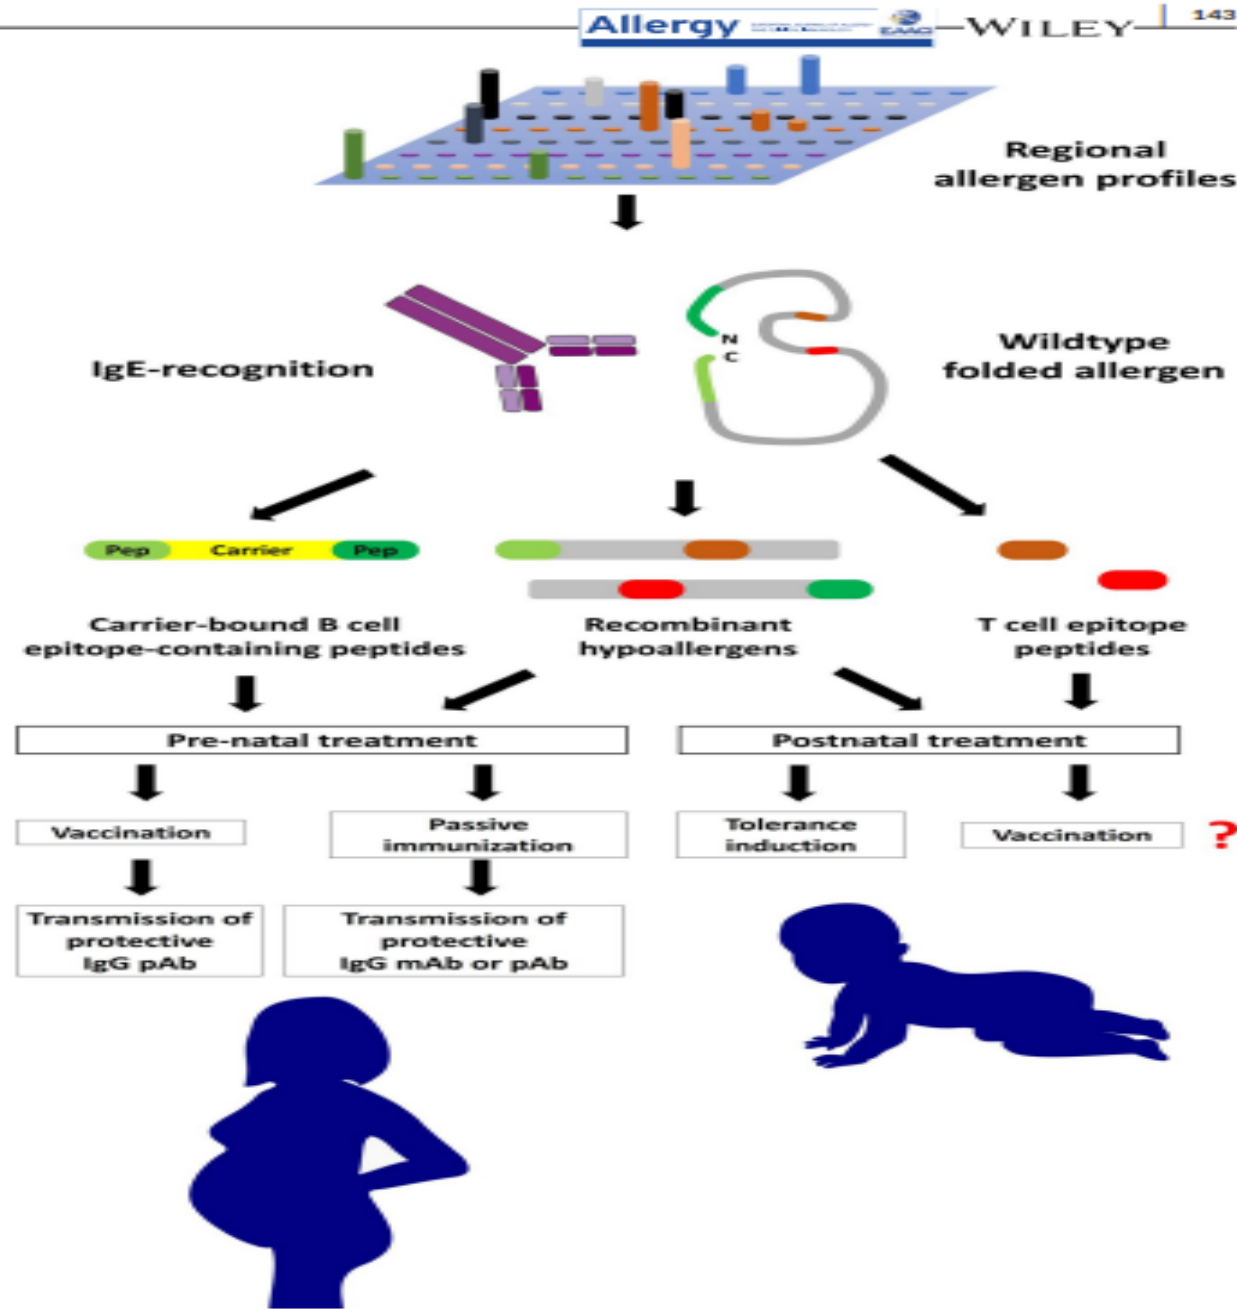 Allergy
EAACI
WILEY
143
Regional
allergen profiles
IgE-recognition
N
C
Wildtype
folded allergen
Pep
Carrier
Pep
Carrier-bound B cell
epitope-containing peptides
Recombinant
hypoallergens
T cell epitope
peptides
Pre-natal treatment
Postnatal treatment
Vaccination
Passive
immunization
Tolerance
induction
Vaccination
?
Transmission of
protective
IgG pAb
Transmission of
protective
IgG mAb or pAb